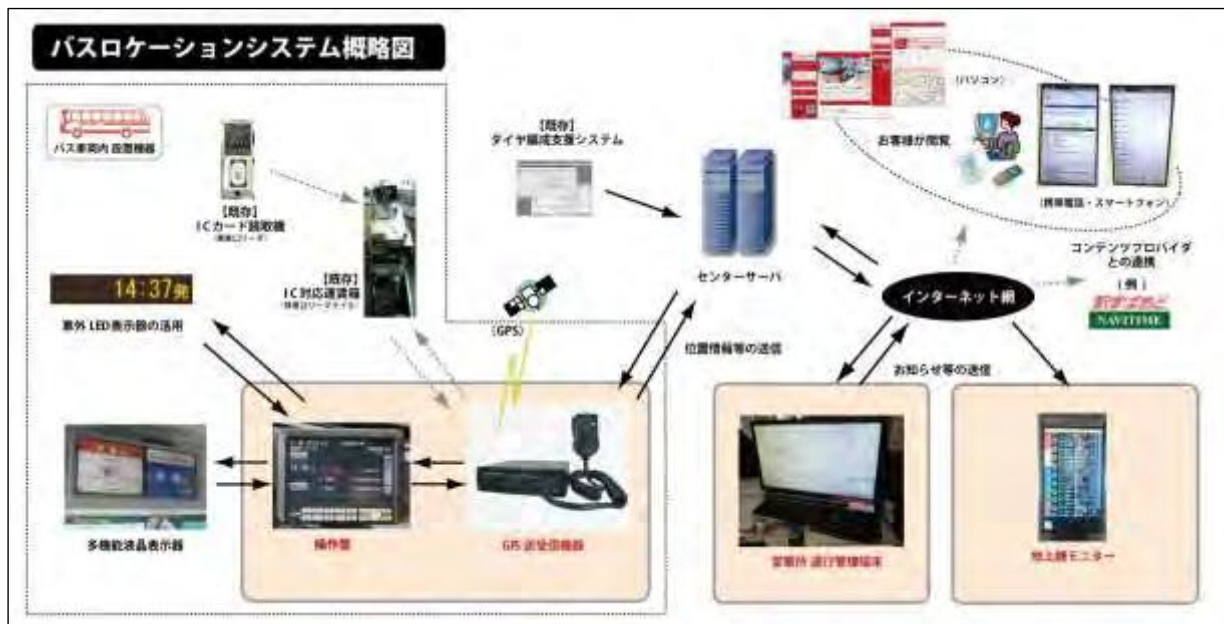 バスロケーションシステム概略図
バス車両内 設置機器
【既存】
ICカード読取機
【既存】
IC対応運賃箱
14:37発
車外LED表示器の活用
多機能液晶表示器
操作盤
GPS送受信機器
(GPS)
【既存】
ダイヤ編成支援システム
センターサーバ
位置情報等の送信
(パソコン)
お客様が閲覧
(携帯電話・スマートフォン)
コンテンツプロバイダ
との連携
(例)
NAVITIME
インターネット網
お知らせ等の送信
営業所 運行管理端末
地上側モニター